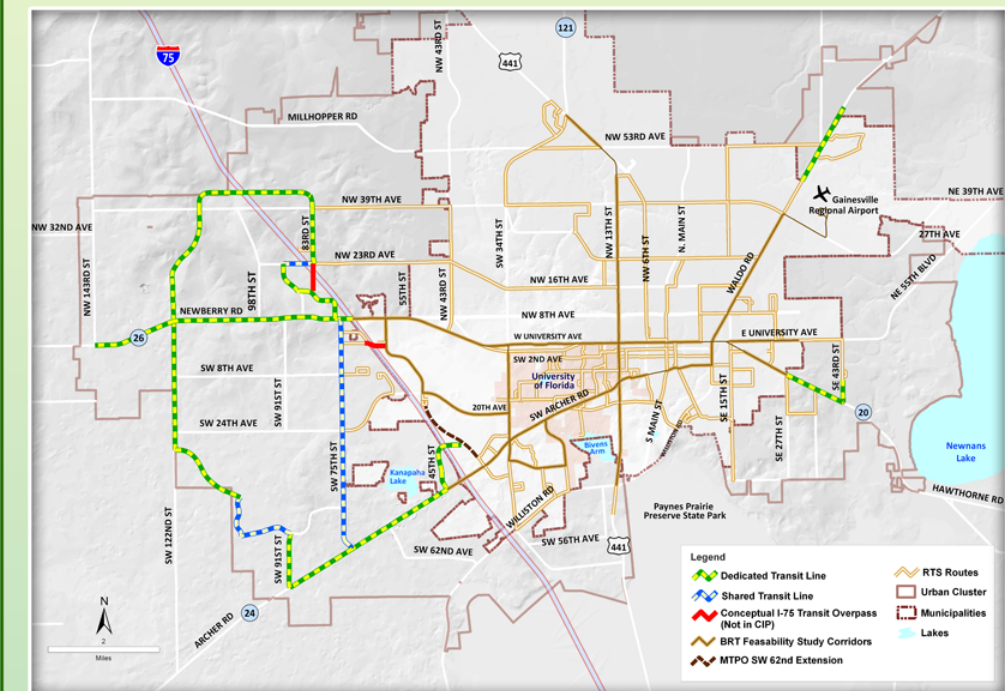 121
75
NW 43RD ST
441
MILLHOPPER RD
NW 53RD AVE
NE 39TH AVE
Gainesville
Regional Airport
NW 39TH AVE
NW 32ND AVE
83RD ST
SW 34TH ST
NW 13TH ST
NW 6TH ST
N. MAIN ST
27TH AVE
NW 23RD AVE
NW 143RD ST
98TH ST
55TH ST
NW 43RD ST
NW 16TH AVE
WALDO RD
NE 55TH BLVD
NEWBERRY RD
NW 8TH AVE
26
W UNIVERSITY AVE
E UNIVERSITY AVE
SW 2ND AVE
SW 8TH AVE
University
of Florida
SE 43RD ST
SW 91ST ST
SW ARCHER RD
20TH AVE
SE 15TH ST
20
SW 24TH AVE
S MAIN ST
SE 27TH ST
WILLISTON RD
SW 75TH ST
45TH ST
Bivens
Arm
Newnans
Lake
Kanapaha
Lake
HAWTHORNE RD
WILLISTON RD
Paynes Prairie
Preserve State Park
SW 122ND ST
SW 91ST ST
SW 62ND AVE
SW 56TH AVE
441
24
ARCHER RD
N
2
Miles
Legend
Dedicated Transit Line
Shared Transit Line
Conceptual I-75 Transit Overpass
(Not in CIP)
BRT Feasability Study Corridors
MTPO SW 62nd Extension
RTS Routes
Urban Cluster
Municipalities
Lakes